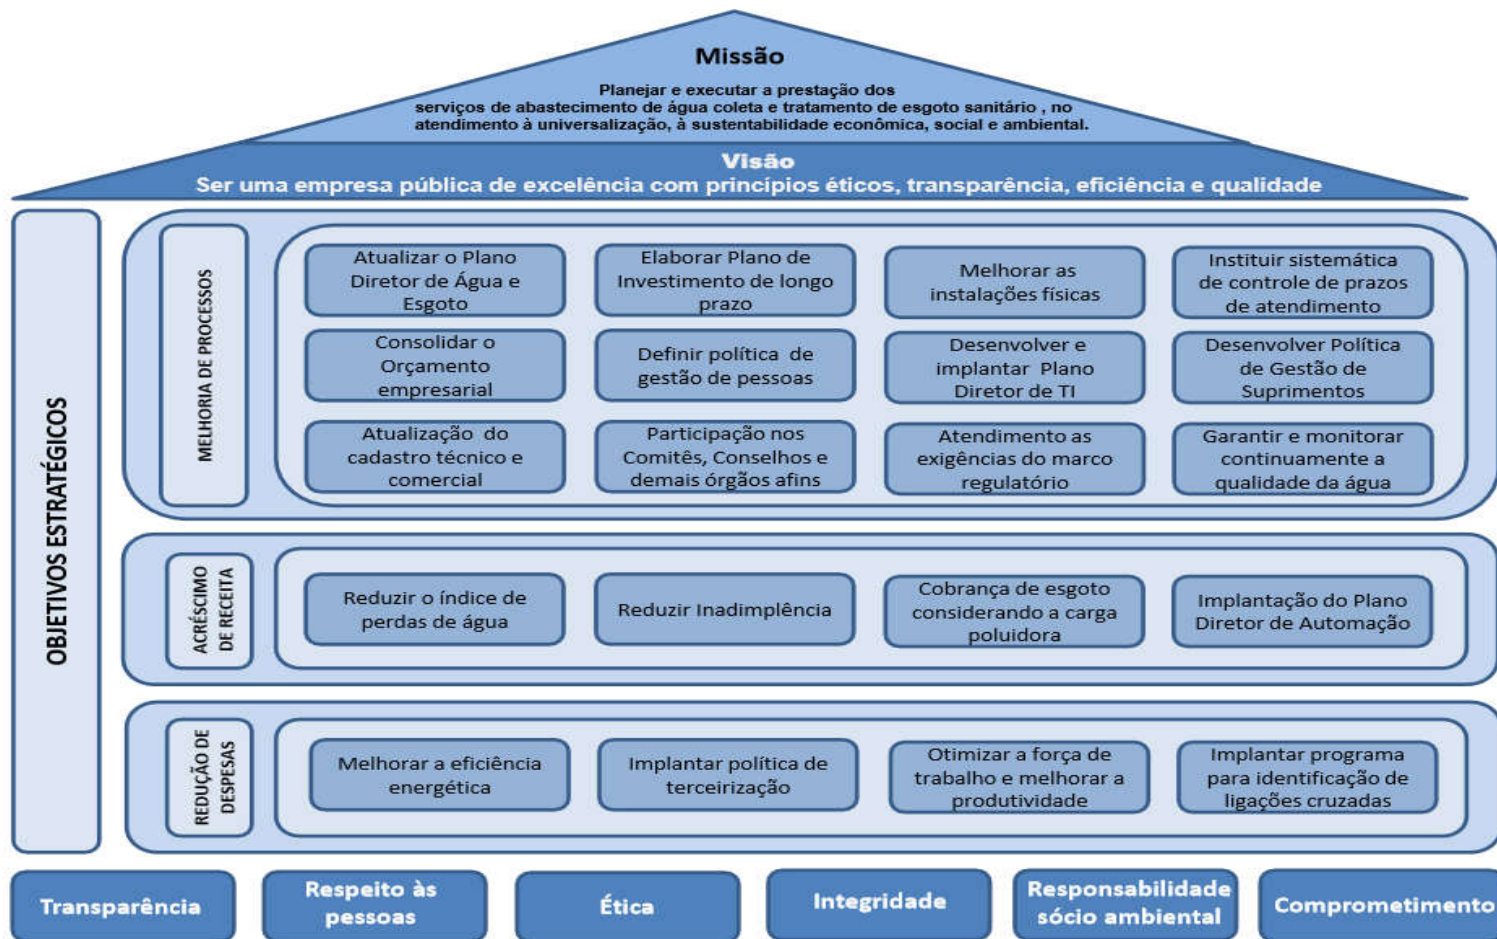 Missão
Planejar e executar a prestação dos
serviços de abastecimento de água coleta e tratamento de esgoto sanitário , no
atendimento à universalização, à sustentabilidade econômica, social e ambiental.
Visão
Ser uma empresa pública de excelência com princípios éticos, transparência, eficiência e qualidade
OBJETIVOS ESTRATÉGICOS
MELHORIA DE PROCESSOS
Atualizar o Plano
Diretor de Água e
Esgoto
Elaborar Plano de
Investimento de longo
prazo
Melhorar as
instalações físicas
Instituir sistemática
de controle de prazos
de atendimento
Consolidar o
Orçamento
empresarial
Definir política de
gestão de pessoas
Desenvolver e
implantar Plano
Diretor de TI
Desenvolver Política
de Gestão de
Suprimentos
Atualização do
cadastro técnico e
comercial
Participação nos
Comitês, Conselhos e
demais órgãos afins
Atendimento as
exigências do marco
regulatório
Garantir e monitorar
continuamente a
qualidade da água
ACRÉSCIMO
DE RECEITA
Reduzir o índice de
perdas de água
Reduzir Inadimplência
Cobrança de esgoto
considerando a carga
poluidora
Implantação do Plano
Diretor de Automação
REDUÇÃO DE
DESPESAS
Melhorar a eficiência
energética
Implantar política de
terceirização
Otimizar a força de
trabalho e melhorar a
produtividade
Implantar programa
para identificação de
ligações cruzadas
Transparência
Respeito às
pessoas
Ética
Integridade
Responsabilidade
sócio ambiental
Comprometimento